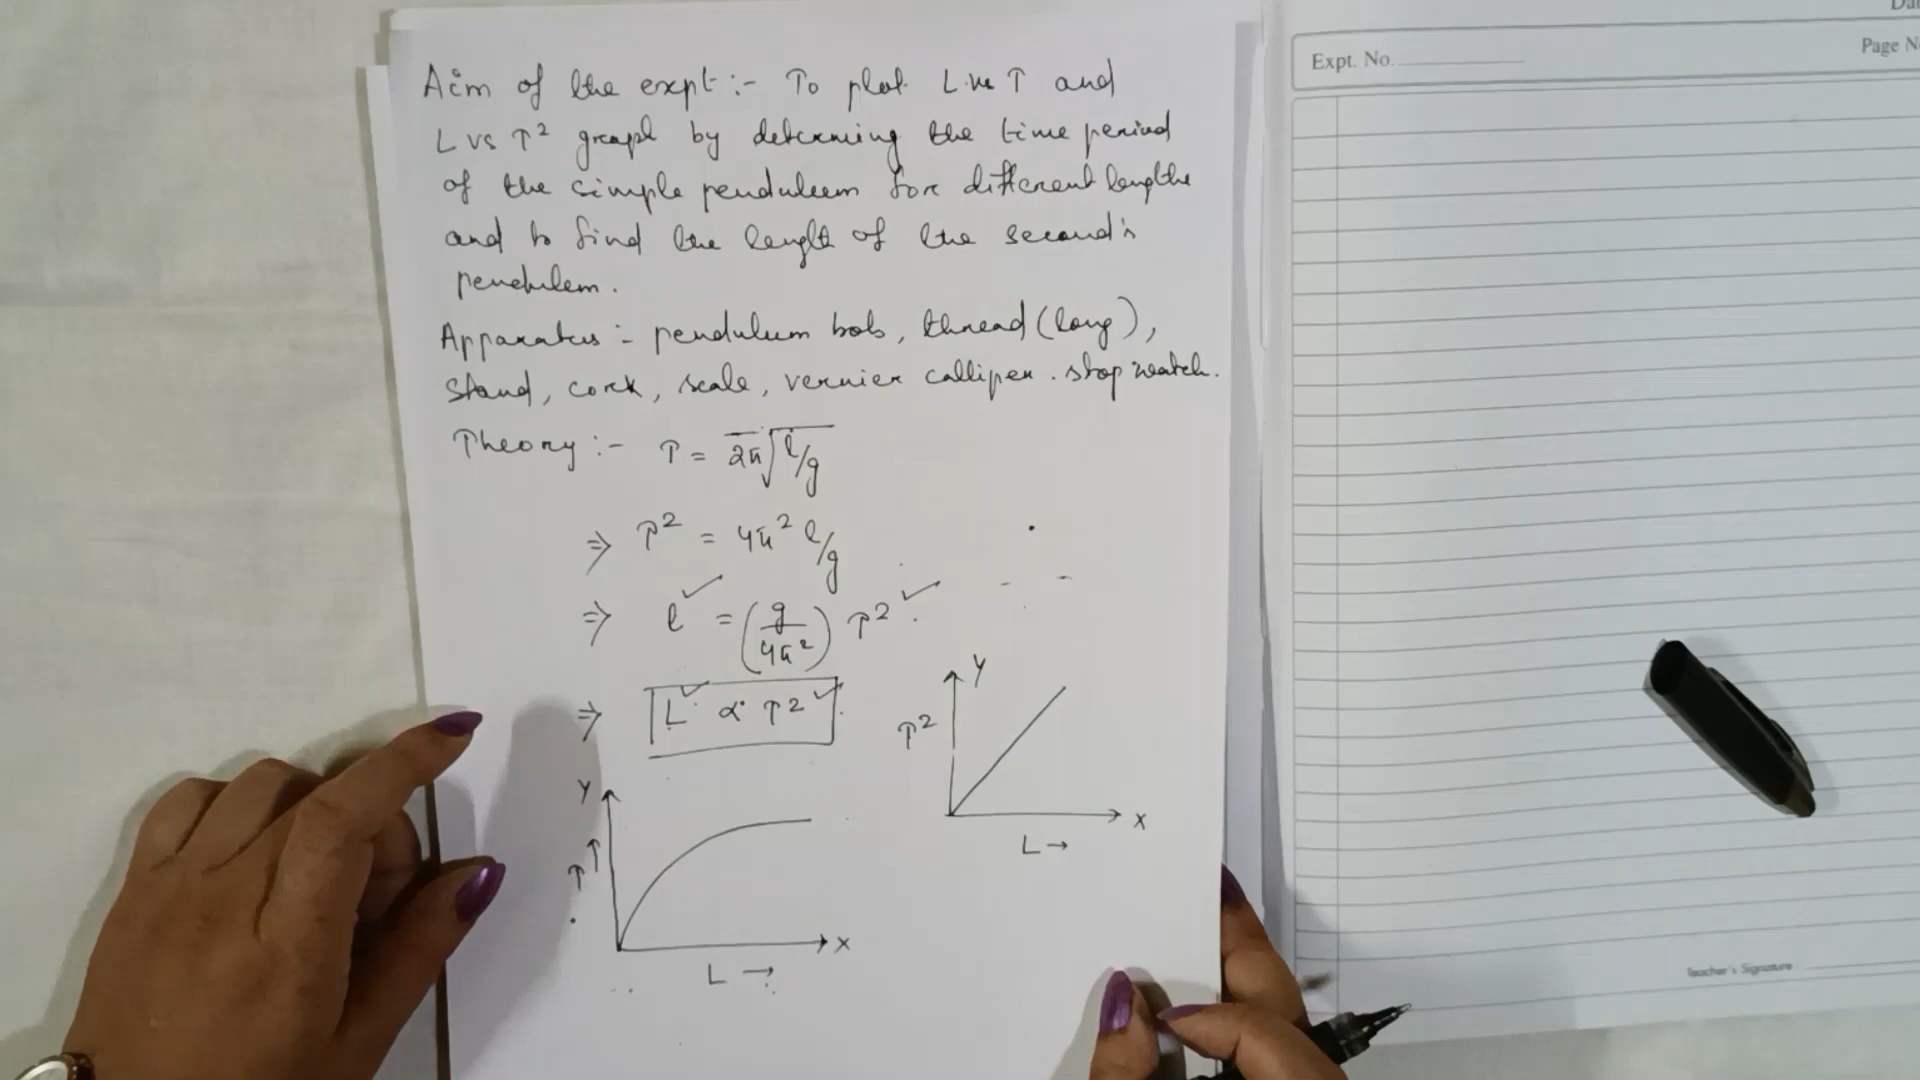 Aim of the expt :- To plot L vs T and
L vs T² graph by determing the time period
of the simple pendulum for different lengths
and to find the length of the second's
pendulum.
Apparatus :- pendulum bob, thread (long),
stand, cork, scale, vernier calliper. stop watch.
Theory :- T = 2π√l/g
⇒ T² = 4π² l/g
⇒ l = (g/4π²) T².
⇒ L ∝ T²
Y
T²
X
L →
Y
T
X
L →
Expt. No.
Page N
Teacher's Signature